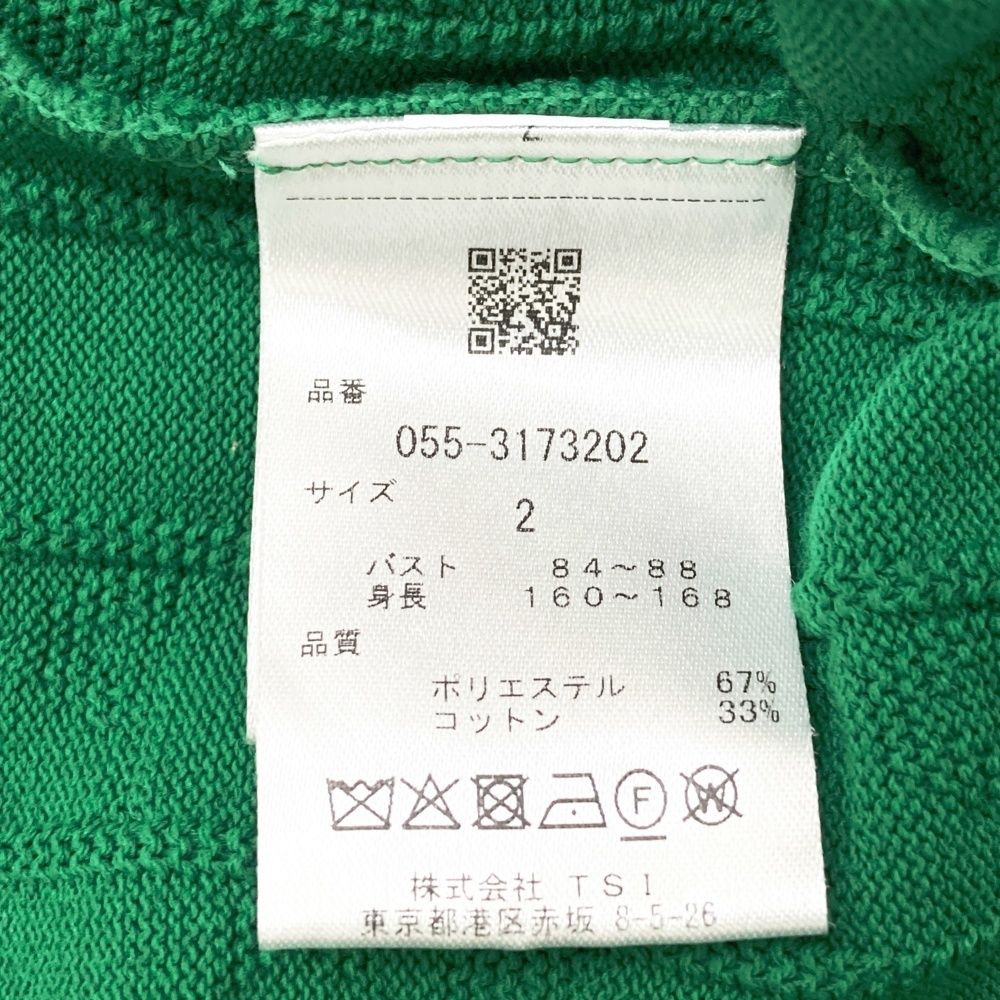 2
品番
055-3173202
サイズ
2
バスト 84～88
身長 160～168
品質
ポリエステル 67%
コットン 33%
F W
株式会社 TSI
東京都港区赤坂 8-5-26